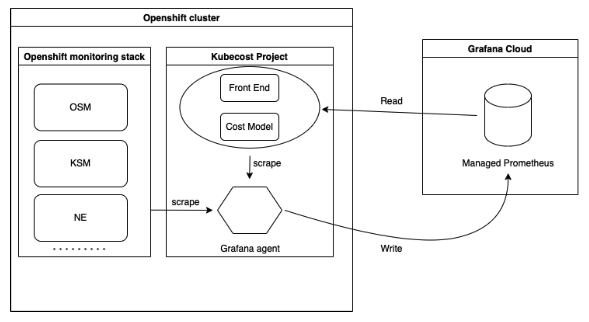 Openshift cluster
Openshift monitoring stack
OSM
KSM
NE
Kubecost Project
Front End
Cost Model
scrape
scrape
Grafana agent
Grafana Cloud
Read
Managed Prometheus
Write